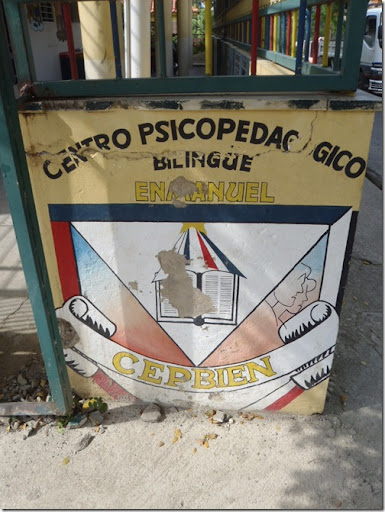 CENTRO PSICOPEDAGOGICO
BILINGUE
ENMANUEL
CEPBIEN